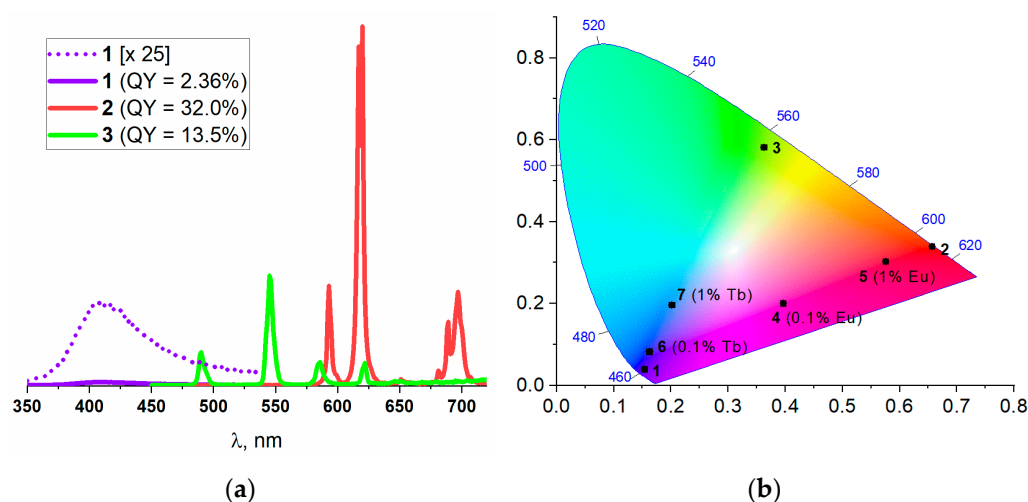 1 [x 25]
1 (QY = 2.36%)
2 (QY = 32.0%)
3 (QY = 13.5%)
350 400 450 500 550 600 650 700
λ, nm
(a)
0.8
0.6
0.4
0.2
0.0
0.0 0.1 0.2 0.3 0.4 0.5 0.6 0.7 0.8
520
540
560
3
500
580
600
2
620
5 (1% Eu)
7 (1% Tb)
4 (0.1% Eu)
480
6 (0.1% Tb)
460
1
(b)